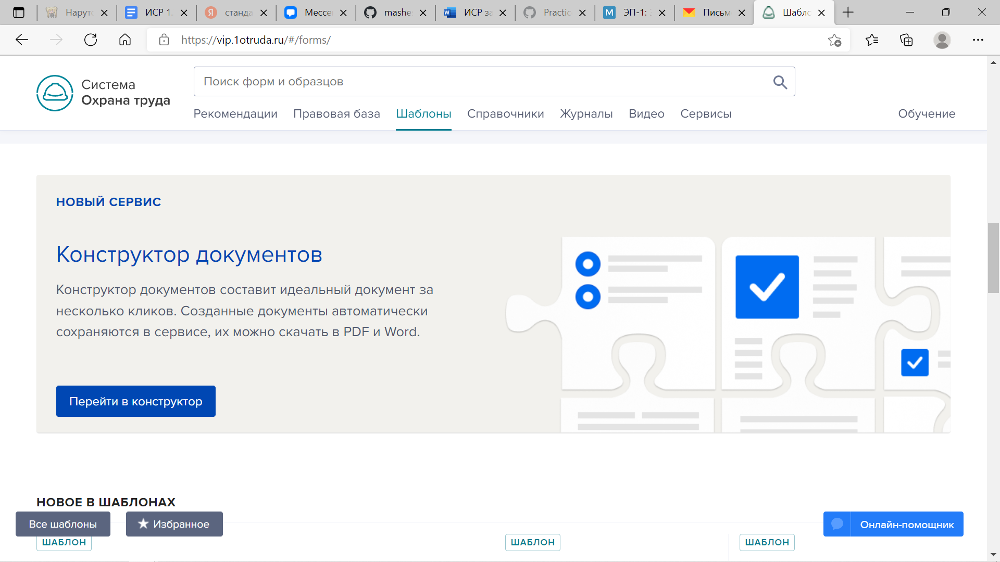 Наруто
ИСР 1.
станда
Мессе
mashe
ИСР за
Practic
ЭП-1: Э
Письм
Шабло
https://vip.1otruda.ru/#/forms/
Система
Охрана труда
Поиск форм и образцов
Рекомендации Правовая база Шаблоны Справочники Журналы Видео Сервисы Обучение
НОВЫЙ СЕРВИС
Конструктор документов
Конструктор документов составит идеальный документ за
несколько кликов. Созданные документы автоматически
сохраняются в сервисе, их можно скачать в PDF и Word.
Перейти в конструктор
НОВОЕ В ШАБЛОНАХ
Все шаблоны
Избранное
Онлайн-помощник
ШАБЛОН
ШАБЛОН
ШАБЛОН